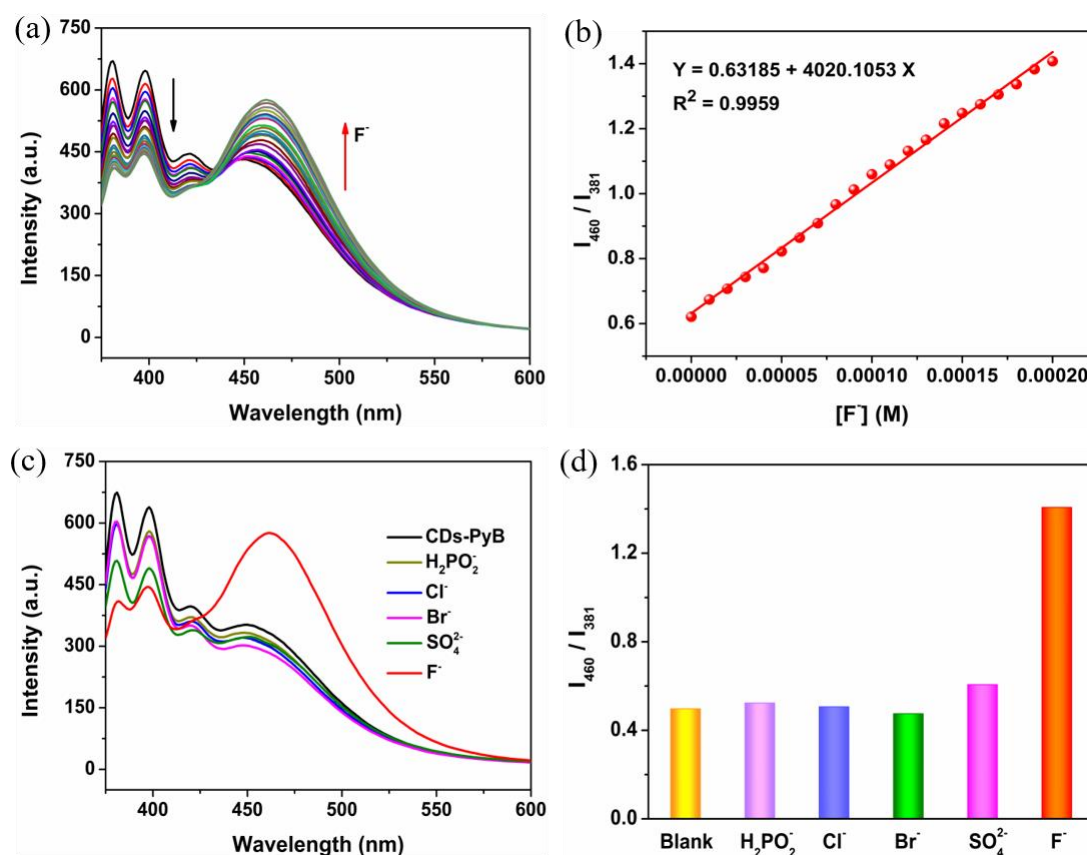 (a)
750
600
450
300
150
0
Intensity (a.u.)
F⁻
400 450 500 550 600
Wavelength (nm)
(b)
1.4
1.2
1.0
0.8
0.6
I₄₆₀ / I₃₈₁
Y = 0.63185 + 4020.1053 X
R² = 0.9959
0.00000 0.00005 0.00010 0.00015 0.00020
[F⁻] (M)
(c)
750
600
450
300
150
0
Intensity (a.u.)
CDs-PyB
H₂PO₂⁻
Cl⁻
Br⁻
SO₄²⁻
F⁻
400 450 500 550 600
Wavelength (nm)
(d)
1.6
1.2
0.8
0.4
0.0
I₄₆₀ / I₃₈₁
Blank H₂PO₂⁻ Cl⁻ Br⁻ SO₄²⁻ F⁻